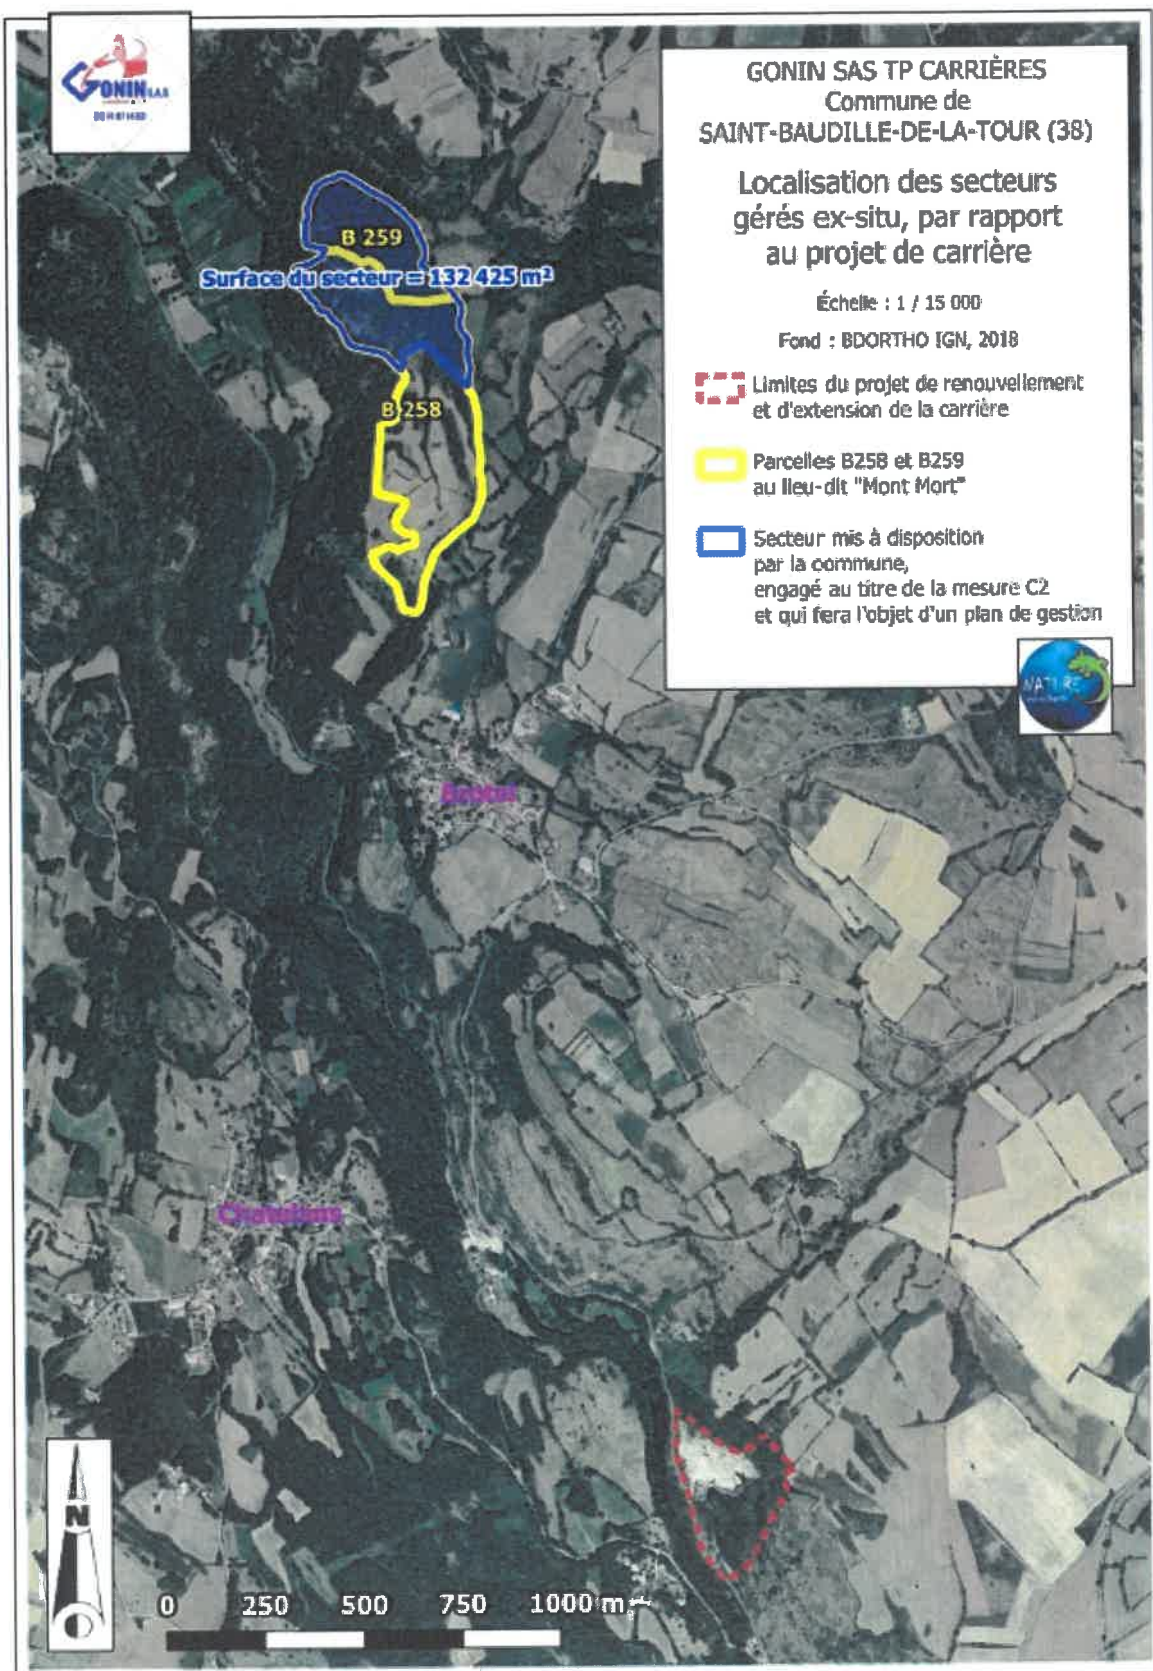 GONIN S.A.S
GONIN SAS TP CARRIÈRES
Commune de
SAINT-BAUDILLE-DE-LA-TOUR (38)
Localisation des secteurs
gérés ex-situ, par rapport
au projet de carrière
Échelle : 1 / 15 000
Fond : BDORTHO IGN, 2018
Limites du projet de renouvellement
et d'extension de la carrière
Parcelles B258 et B259
au lieu-dit "Mont Mort"
Secteur mis à disposition
par la commune,
engagé au titre de la mesure C2
et qui fera l'objet d'un plan de gestion
NATURE
B 259
Surface du secteur = 132 425 m²
B 258
N
0 250 500 750 1000 m